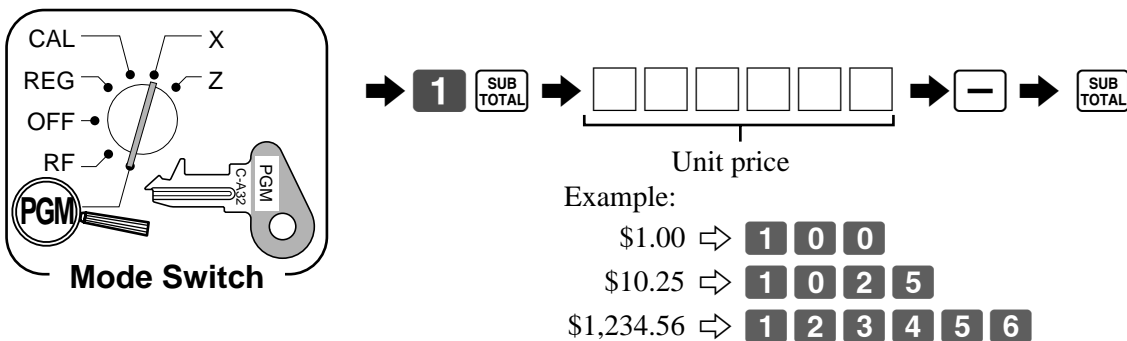 CAL
X
REG
Z
OFF
RF
PGM
PGM
C-A32
Mode Switch
1 SUB TOTAL
−
SUB TOTAL
Unit price
Example:
$1.00 ⇨ 1 0 0
$10.25 ⇨ 1 0 2 5
$1,234.56 ⇨ 1 2 3 4 5 6